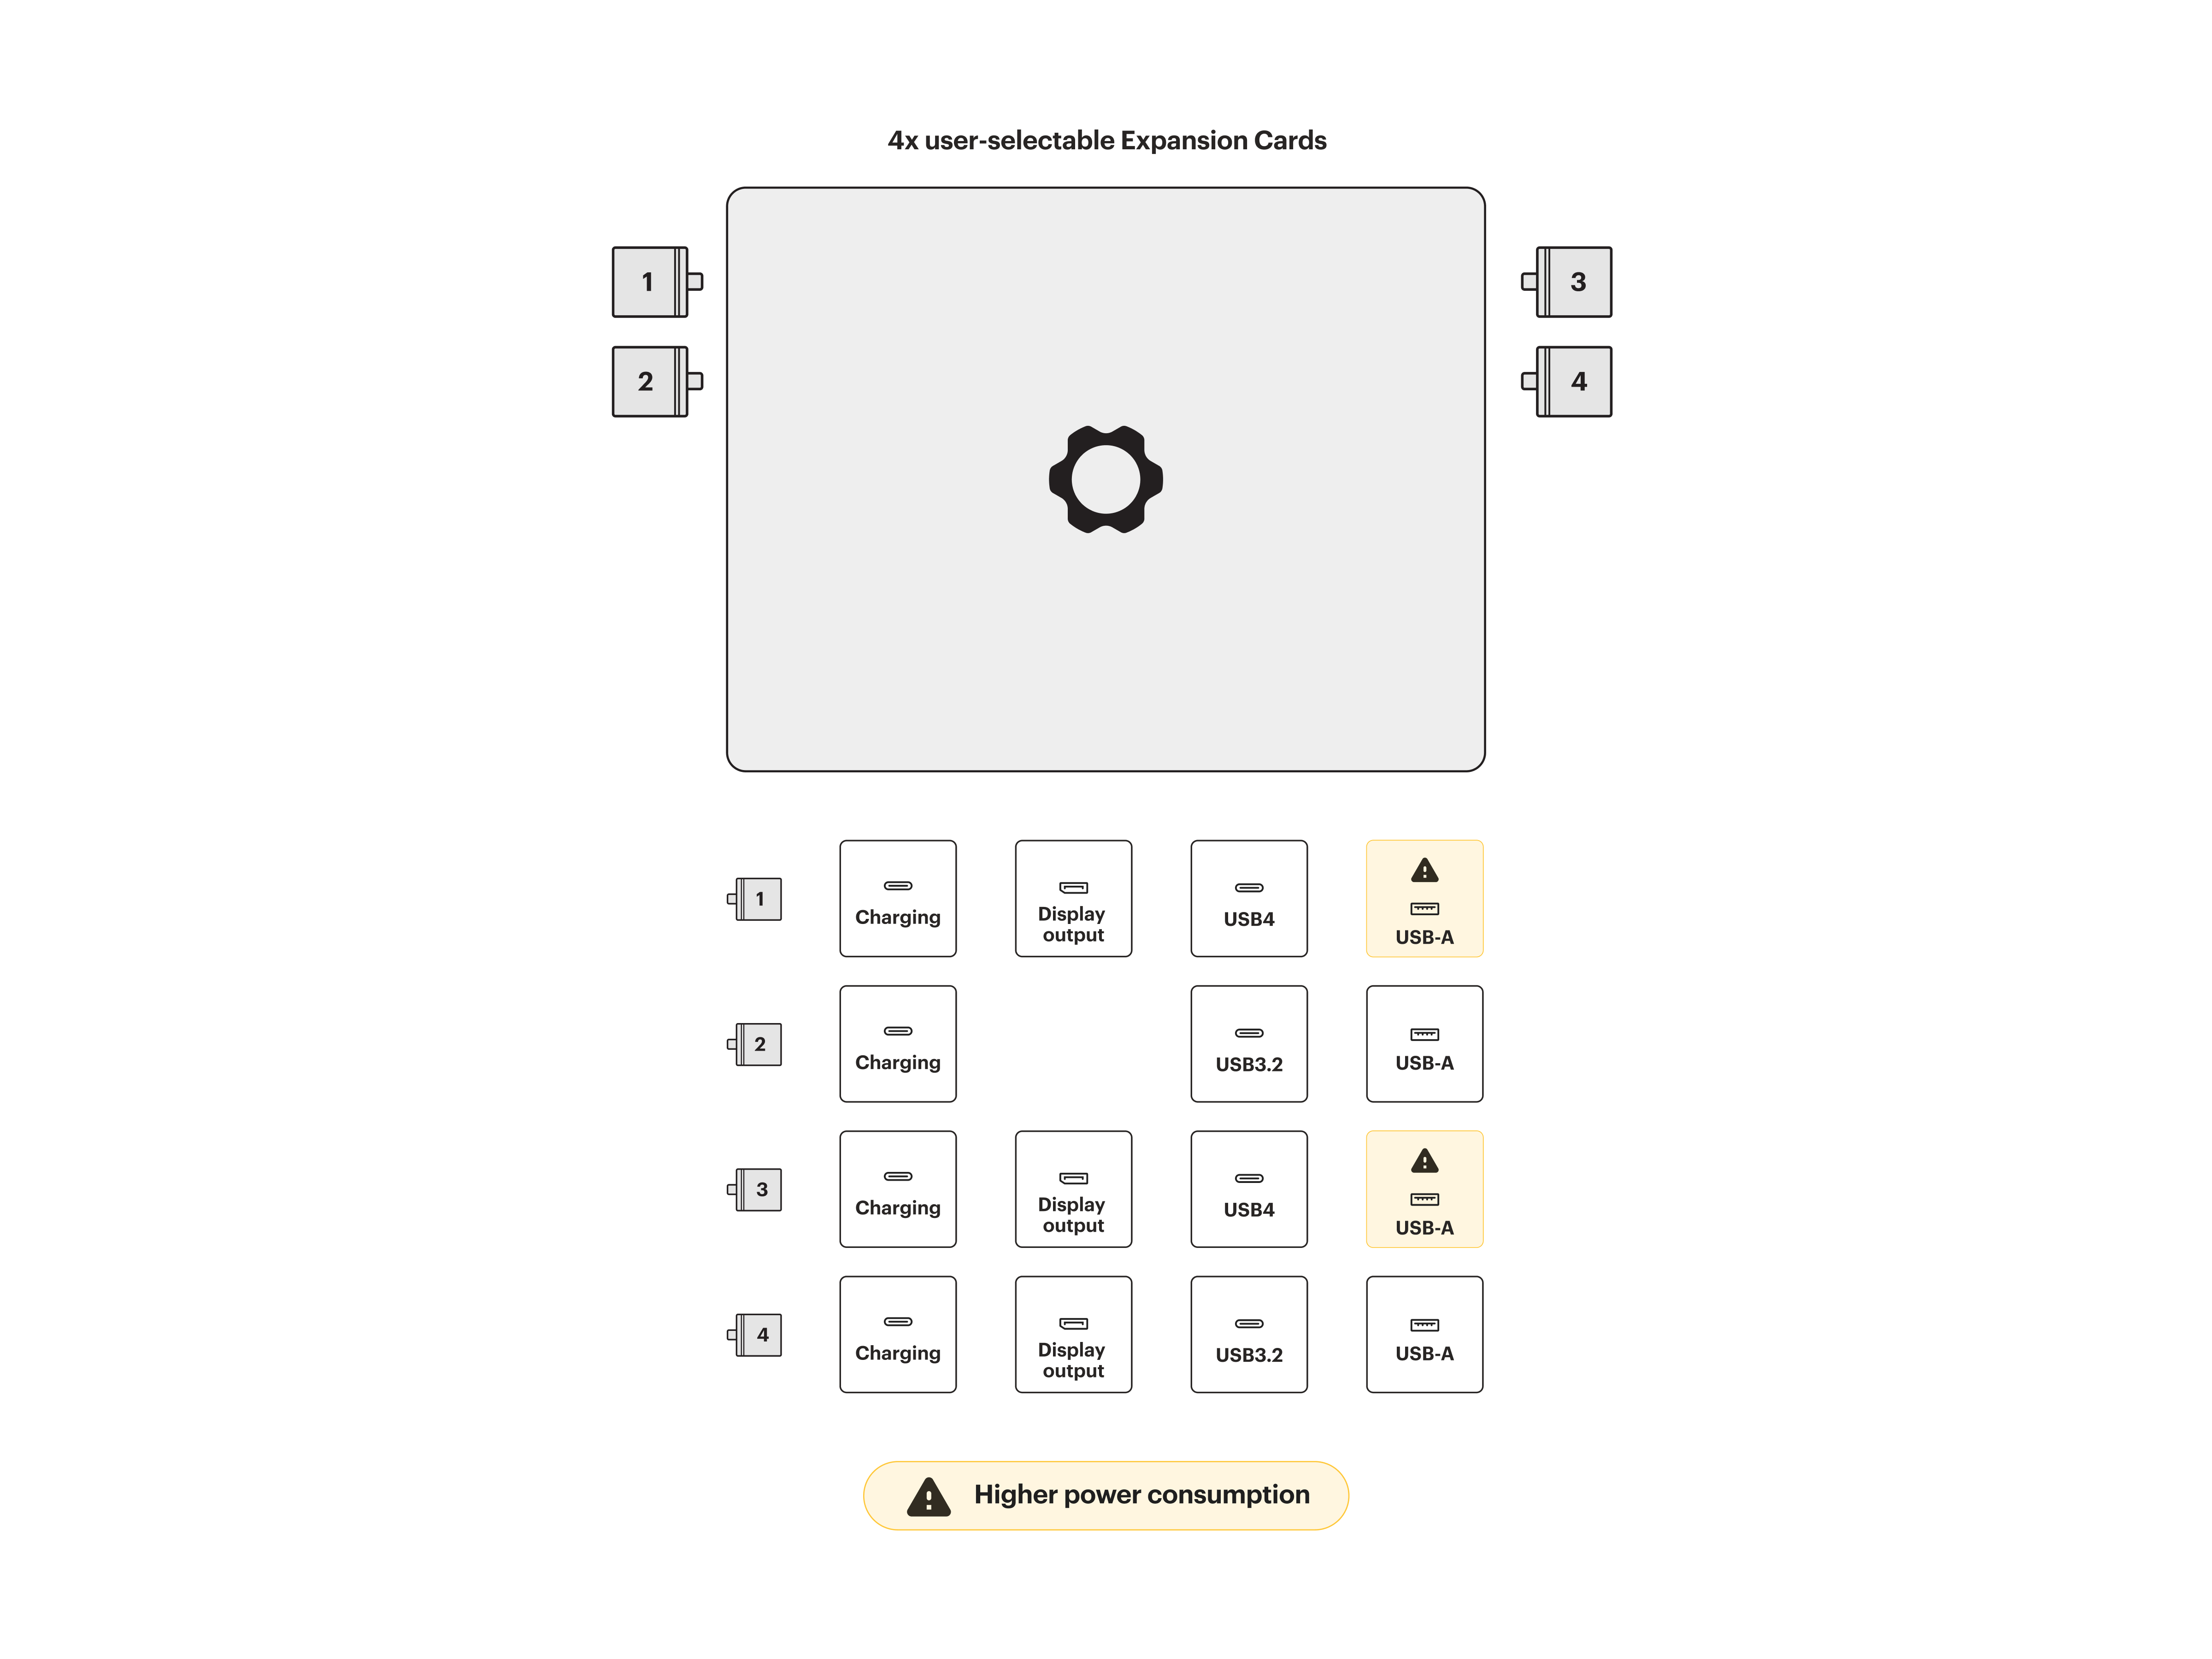 4x user-selectable Expansion Cards
1
3
2
4
1
Charging
Display
output
USB4
USB-A
2
Charging
USB3.2
USB-A
3
Charging
Display
output
USB4
USB-A
4
Charging
Display
output
USB3.2
USB-A
Higher power consumption